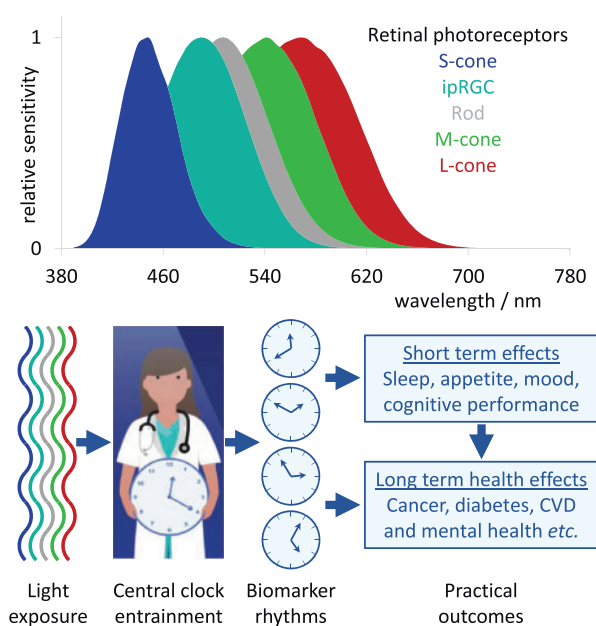 1
Retinal photoreceptors
S-cone
ipRGC
Rod
M-cone
L-cone
relative sensitivity
0
380 460 540 620 700 780
wavelength / nm
12
Short term effects
Sleep, appetite, mood,
cognitive performance
Long term health effects
Cancer, diabetes, CVD
and mental health etc.
Light
exposure
Central clock
entrainment
Biomarker
rhythms
Practical
outcomes